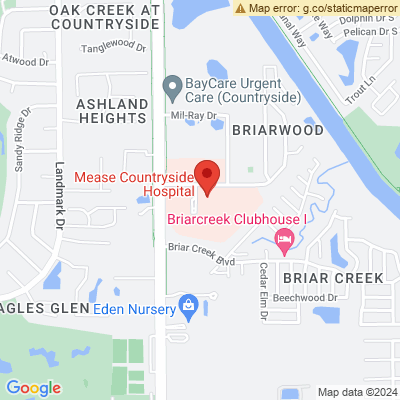 Map error: g.co/staticmaperror
OAK CREEK AT
COUNTRYSIDE
Tanglewood Dr
Atwood Dr
Dolphin Dr S
Pelican Dr S
nal Way
Trout Ln
BayCare Urgent
Care (Countryside)
Mil-Ray Dr
ASHLAND
HEIGHTS
Sandy Ridge Dr
Landmark Dr
BRIARWOOD
Mease Countryside
Hospital
Briarcreek Clubhouse I
Briar Creek Blvd
BRIAR CREEK
Cedar Elm Dr
Beechwood Dr
AGLES GLEN
Eden Nursery
Google
Map data ©2024